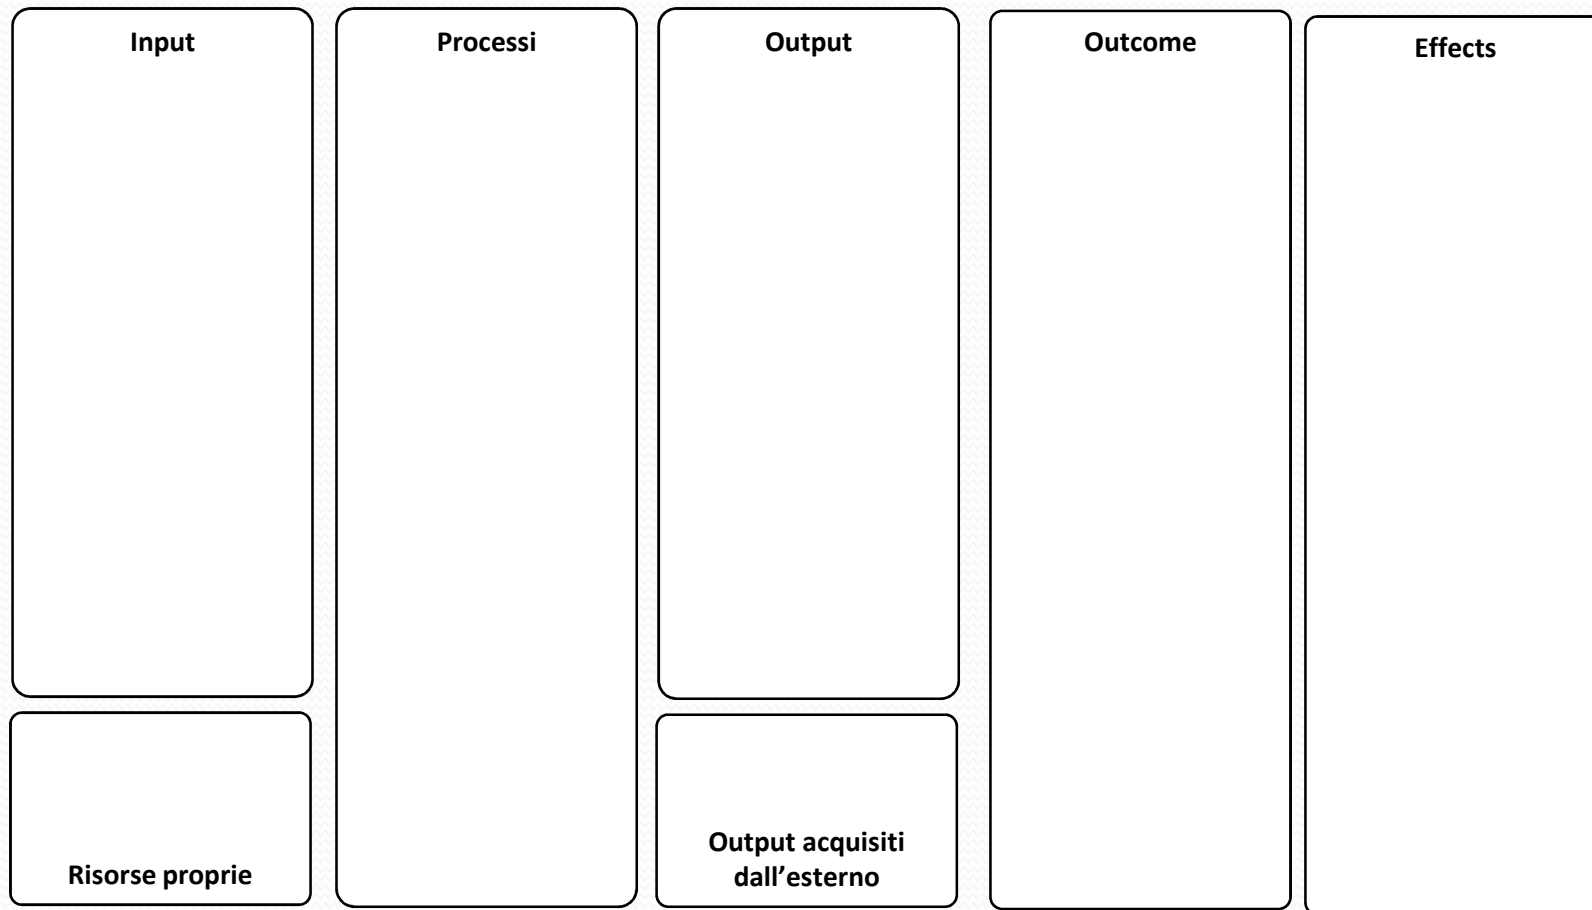 Input
Processi
Output
Outcome
Effects
Risorse proprie
Output acquisiti
dall’esterno